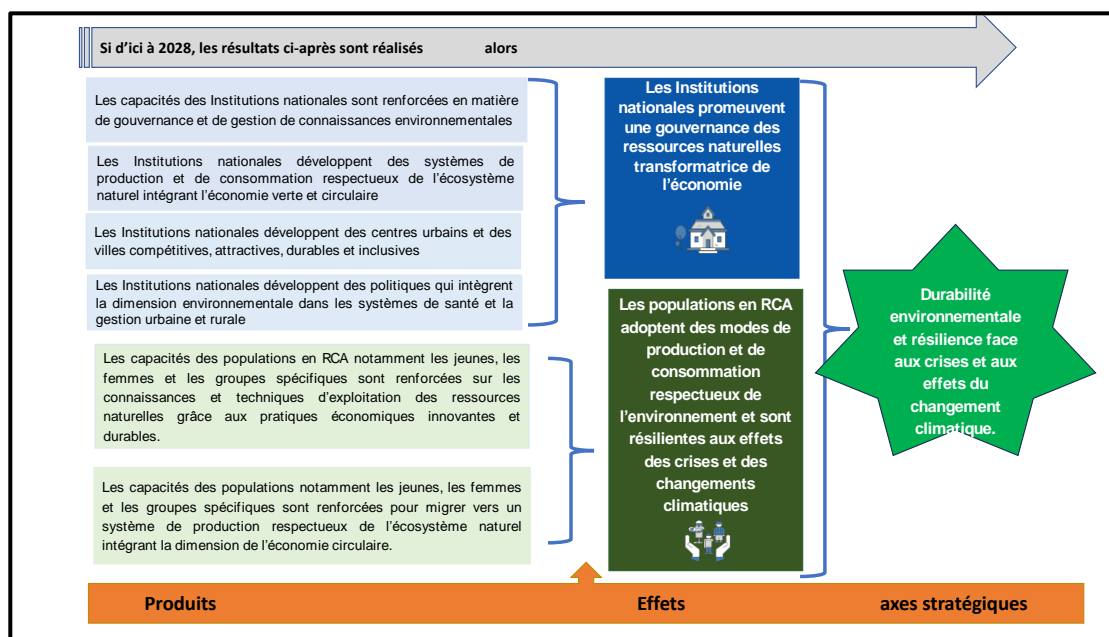 Si d'ici à 2028, les résultats ci-après sont réalisés alors
Les capacités des Institutions nationales sont renforcées en matière
de gouvernance et de gestion de connaissances environnementales
Les Institutions nationales développent des systèmes de
production et de consommation respectueux de l'écosystème
naturel intégrant l'économie verte et circulaire
Les Institutions nationales développent des centres urbains et des
villes compétitives, attractives, durables et inclusives
Les Institutions nationales développent des politiques qui intègrent
la dimension environnementale dans les systèmes de santé et la
gestion urbaine et rurale
Les capacités des populations en RCA notamment les jeunes, les
femmes et les groupes spécifiques sont renforcées sur les
connaissances et techniques d'exploitation des ressources
naturelles grâce aux pratiques économiques innovantes et
durables.
Les capacités des populations notamment les jeunes, les femmes
et les groupes spécifiques sont renforcées pour migrer vers un
système de production respectueux de l'écosystème naturel
intégrant la dimension de l'économie circulaire.
Les Institutions
nationales promeuvent
une gouvernance des
ressources naturelles
transformatrice de
l'économie
Les populations en RCA
adoptent des modes de
production et de
consommation
respectueux de
l'environnement et sont
résilientes aux effets
des crises et des
changements
climatiques
Durabilité
environnementale
et résilience face
aux crises et aux
effets du
changement
climatique.
Produits Effets axes stratégiques